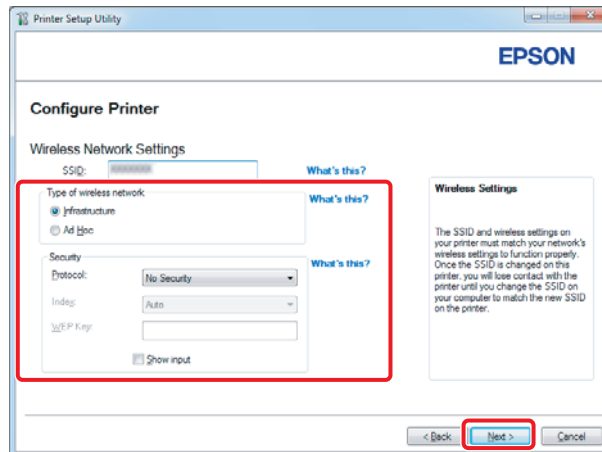 Printer Setup Utility
EPSON
Configure Printer
Wireless Network Settings
SSID:
What's this?
Type of wireless network
What's this?
Infrastructure
Ad Hoc
Security
What's this?
Protocol:
No Security
Index:
Auto
WEP Key:
Show input
Wireless Settings
The SSID and wireless settings on
your printer must match your network's
wireless settings to function properly.
Once the SSID is changed on this
printer, you will lose contact with the
printer until you change the SSID on
your computer to match the new SSID
on the printer.
< Back
Next >
Cancel